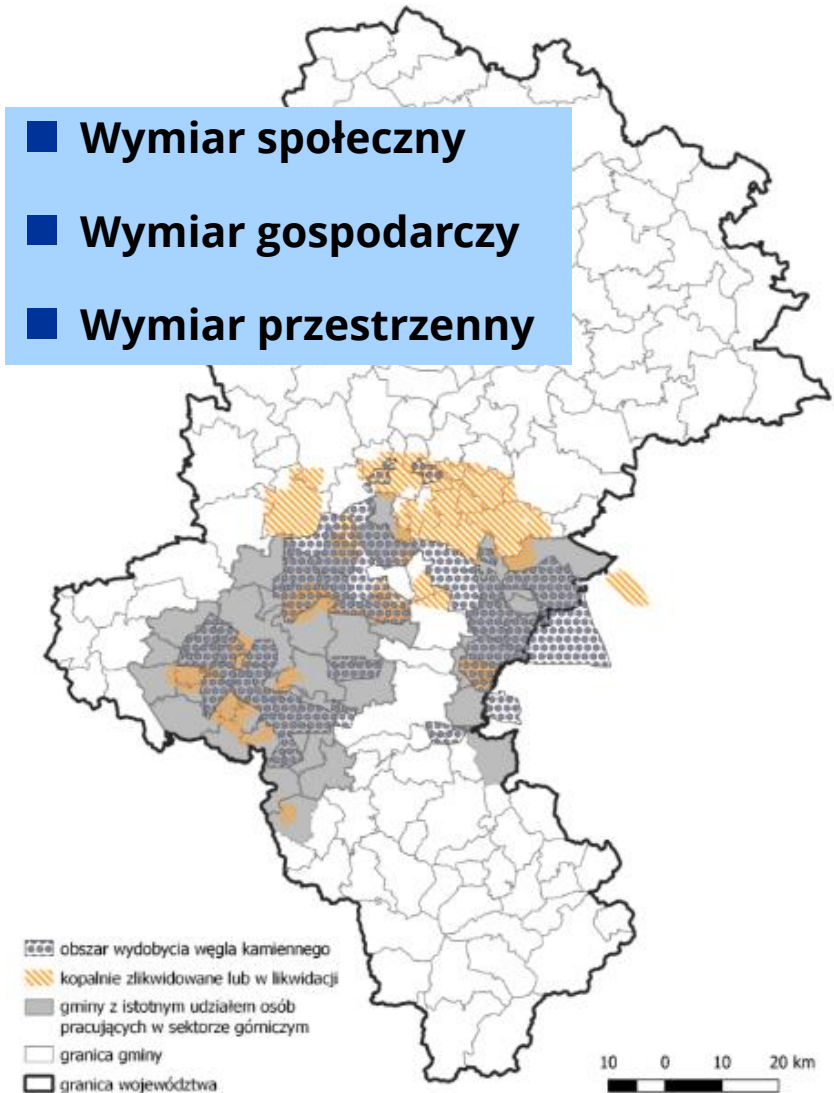 Wymiar społeczny
Wymiar gospodarczy
Wymiar przestrzenny
obszar wydobycia węgla kamiennego
kopalnie zlikwidowane lub w likwidacji
gminy z istotnym udziałem osób
pracujących w sektorze górniczym
granica gminy
granica województwa
10 0 10 20 km